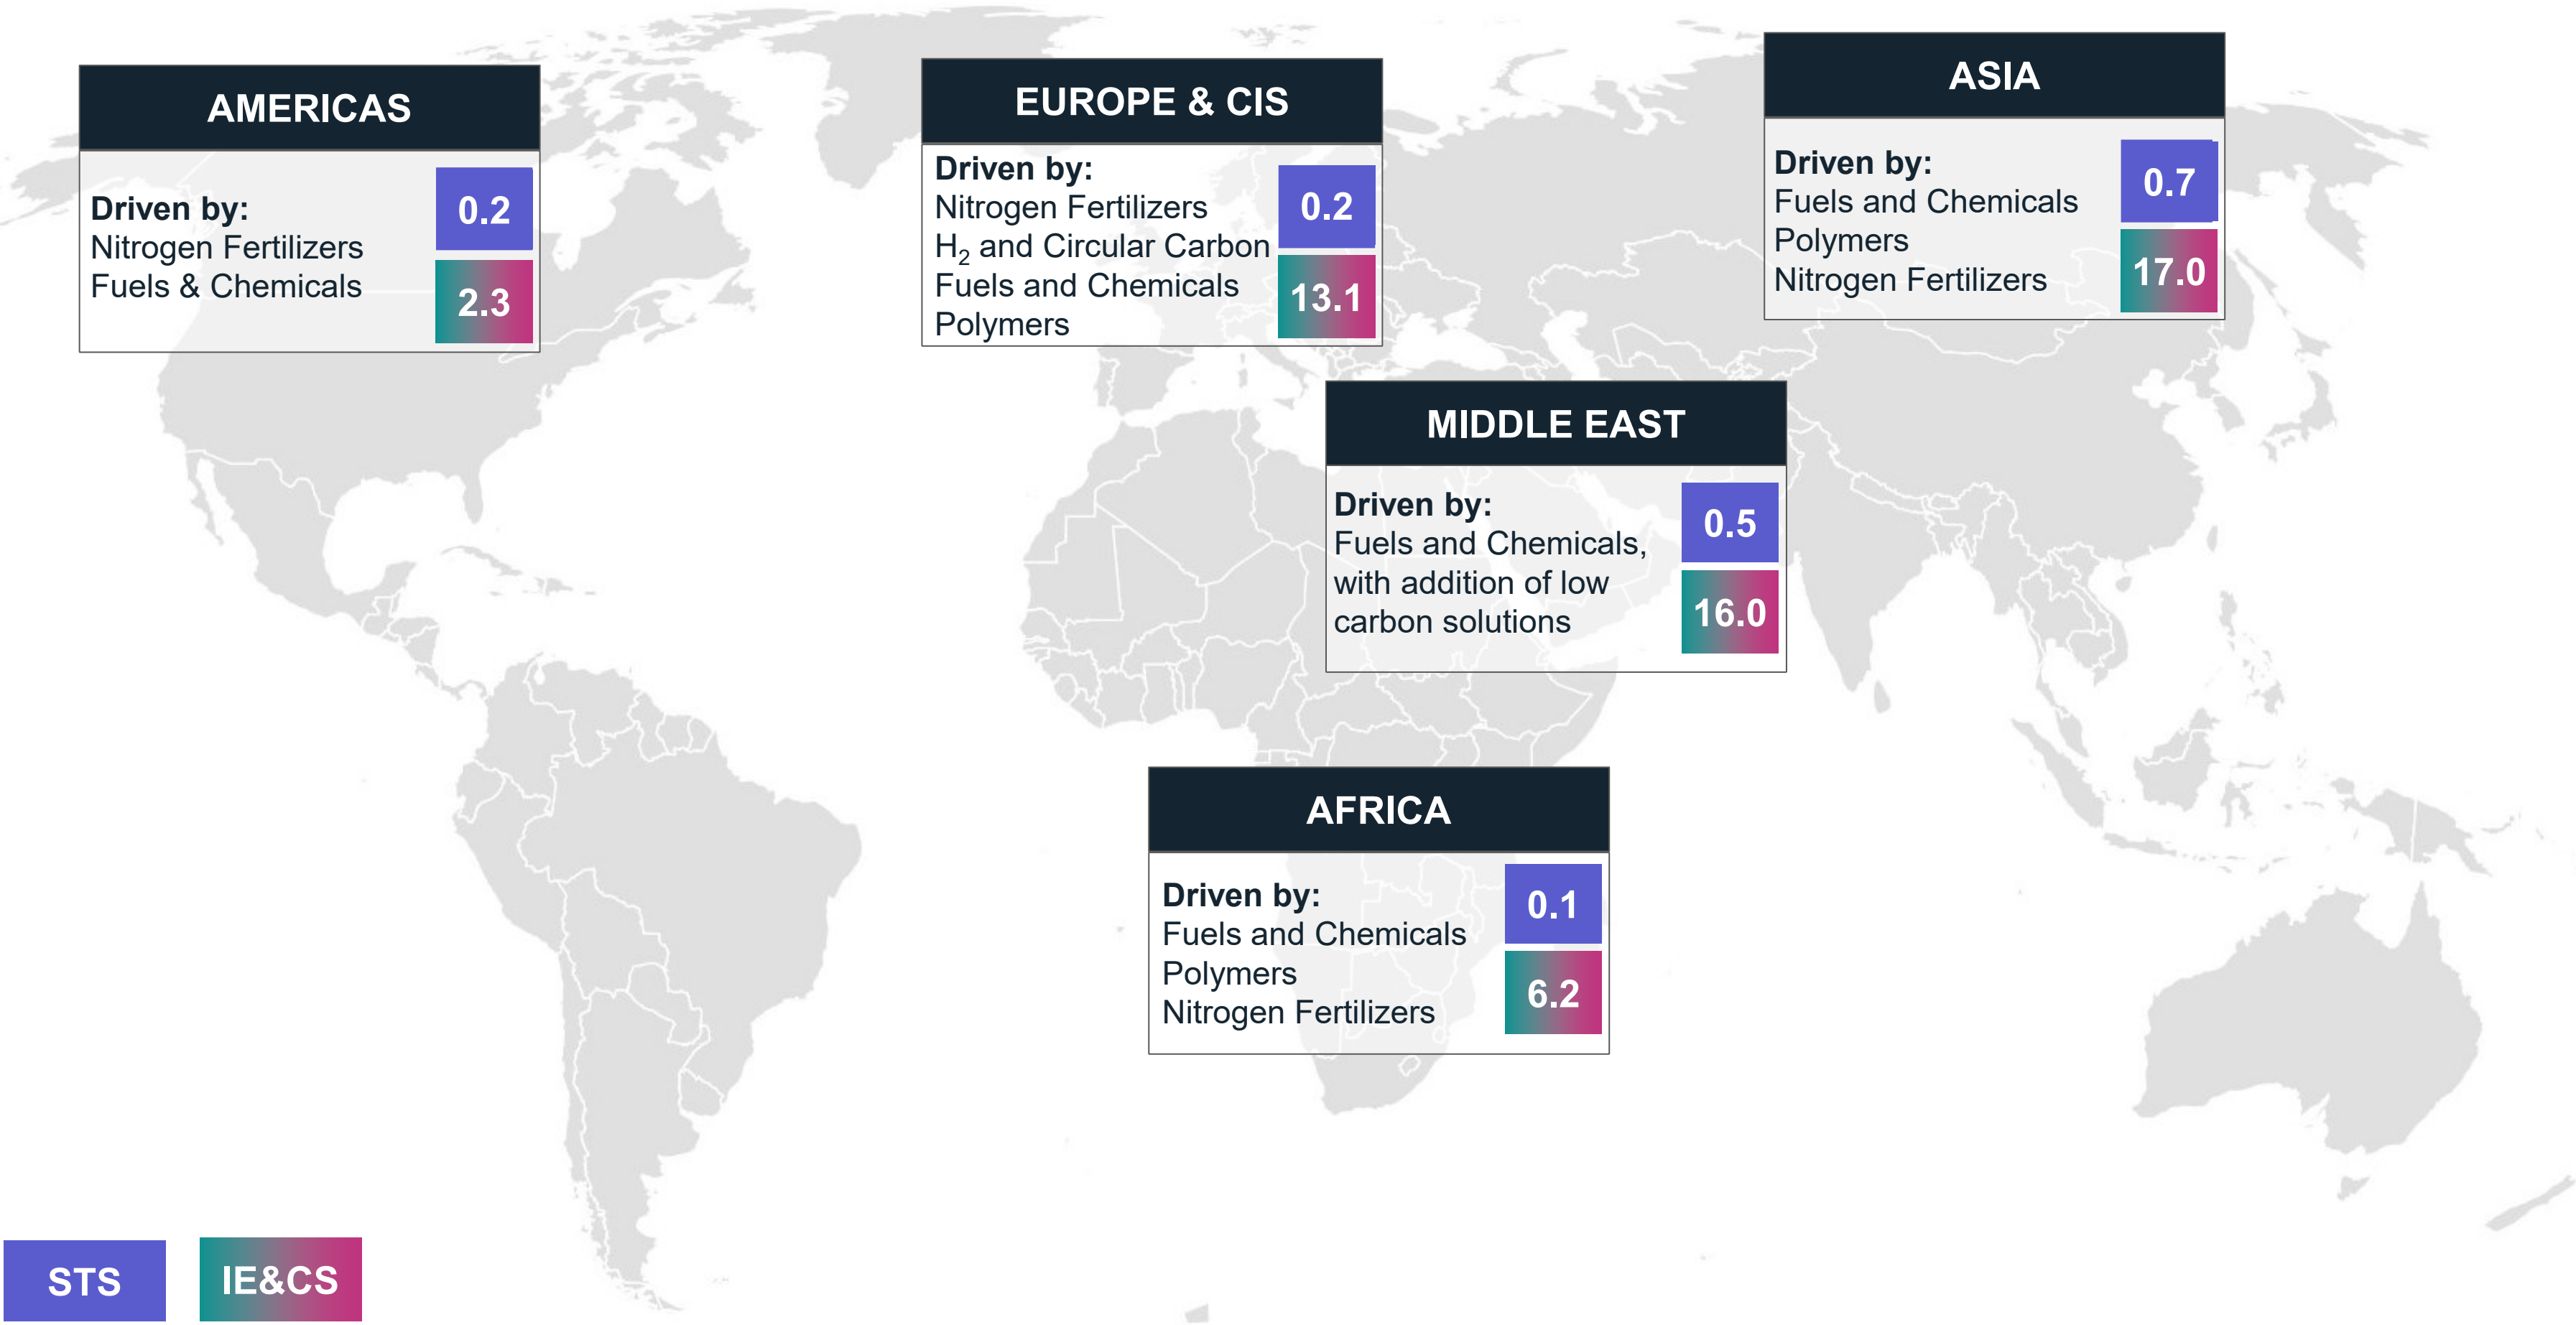 AMERICAS
Driven by:
Nitrogen Fertilizers
Fuels & Chemicals
0.2
2.3
EUROPE & CIS
Driven by:
Nitrogen Fertilizers
H₂ and Circular Carbon
Fuels and Chemicals
Polymers
0.2
13.1
ASIA
Driven by:
Fuels and Chemicals
Polymers
Nitrogen Fertilizers
0.7
17.0
MIDDLE EAST
Driven by:
Fuels and Chemicals,
with addition of low
carbon solutions
0.5
16.0
AFRICA
Driven by:
Fuels and Chemicals
Polymers
Nitrogen Fertilizers
0.1
6.2
STS
IE&CS